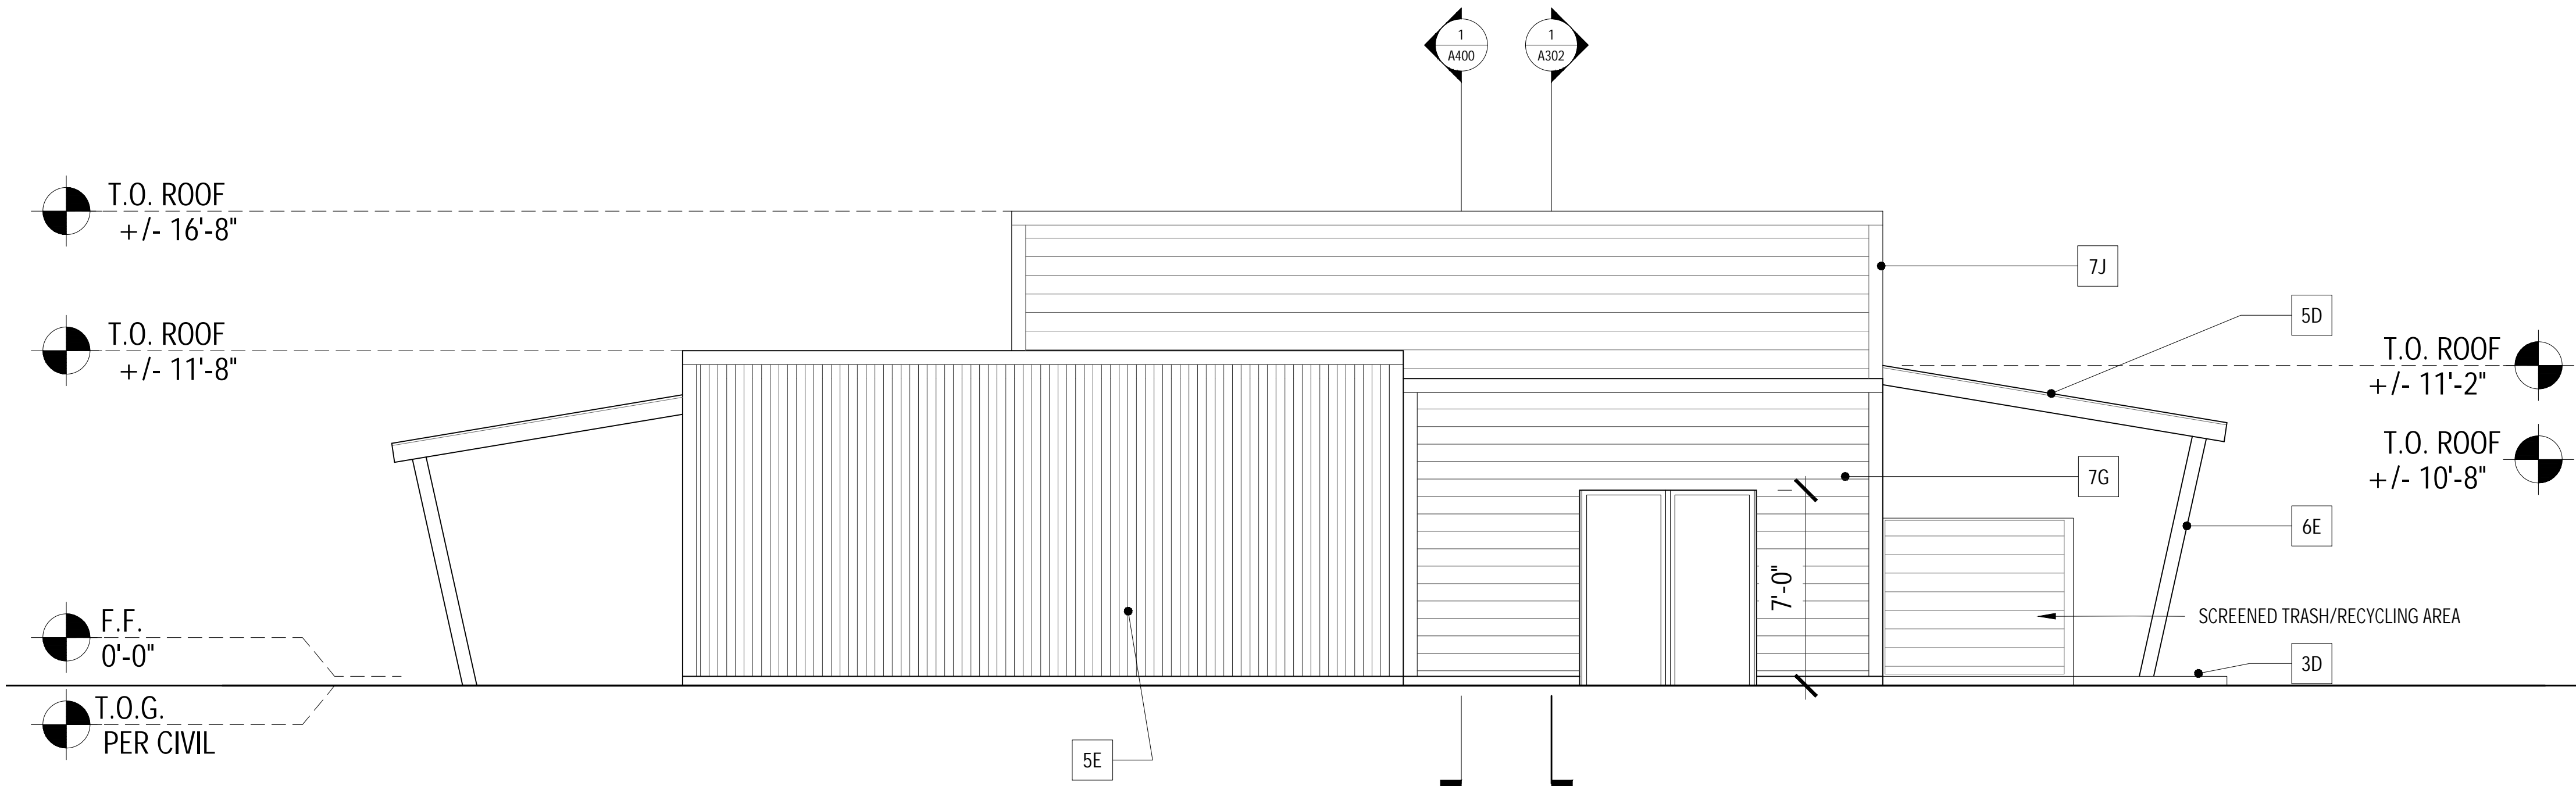 1
A400
1
A302
T.O. ROOF
+/- 16'-8"
7J
5D
T.O. ROOF
+/- 11'-8"
T.O. ROOF
+/- 11'-2"
T.O. ROOF
+/- 10'-8"
7G
6E
7'-0"
F.F.
0'-0"
SCREENED TRASH/RECYCLING AREA
3D
T.O.G.
PER CIVIL
5E